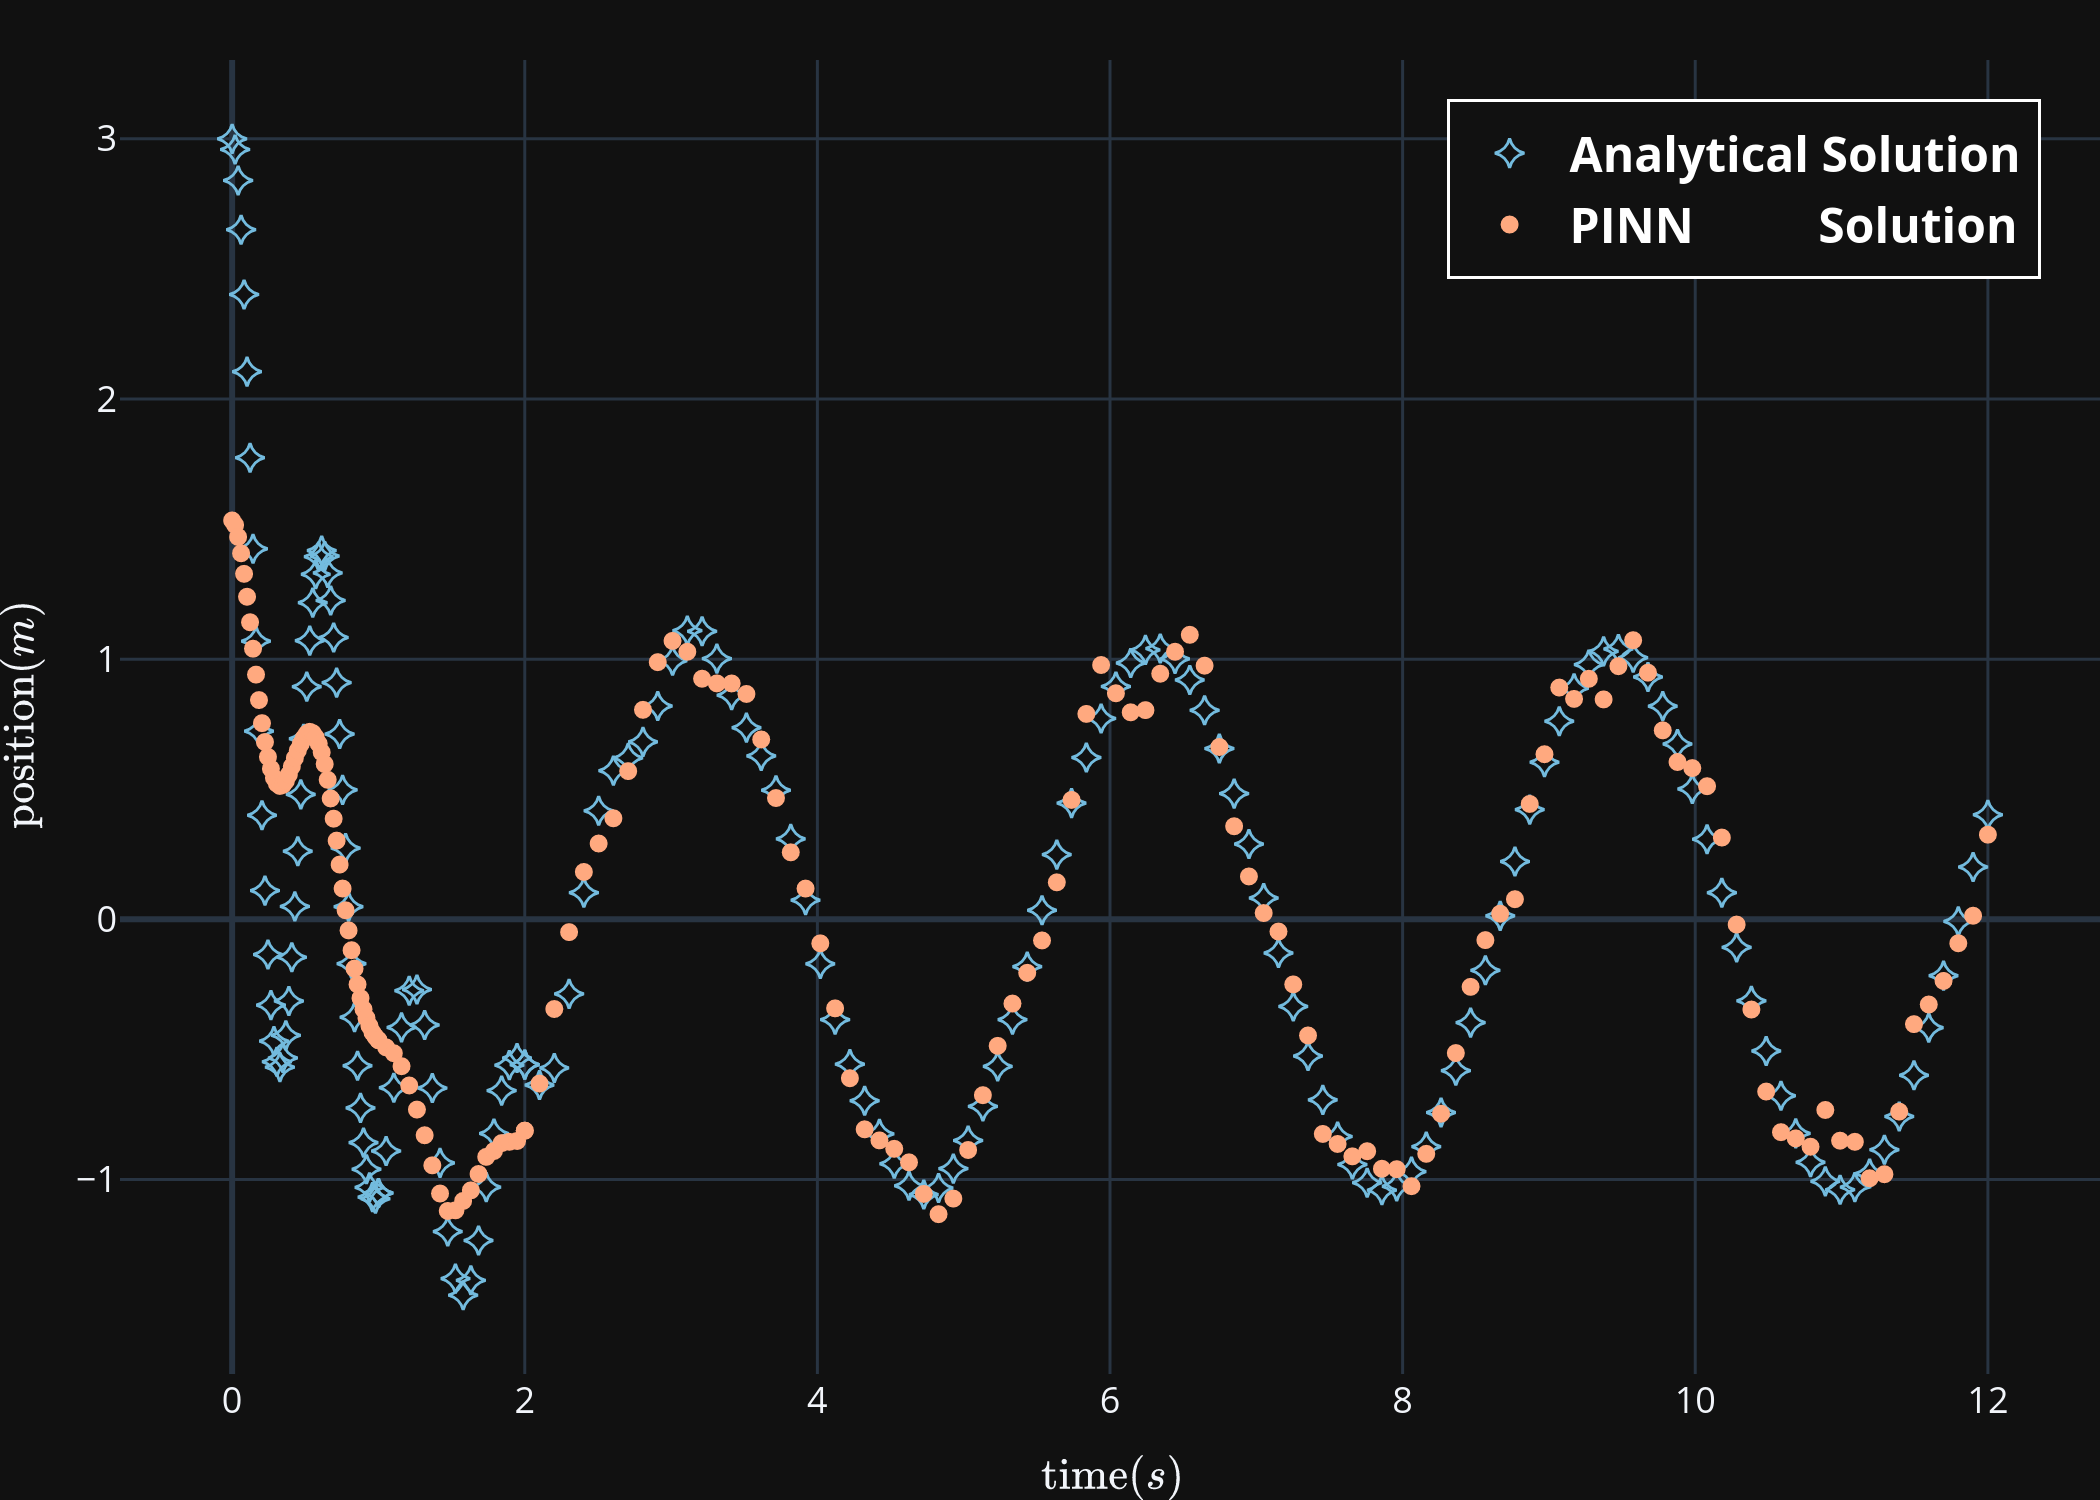 3
2
1
0
−1
0 2 4 6 8 10 12
position(m)
time(s)
Analytical Solution
PINN Solution